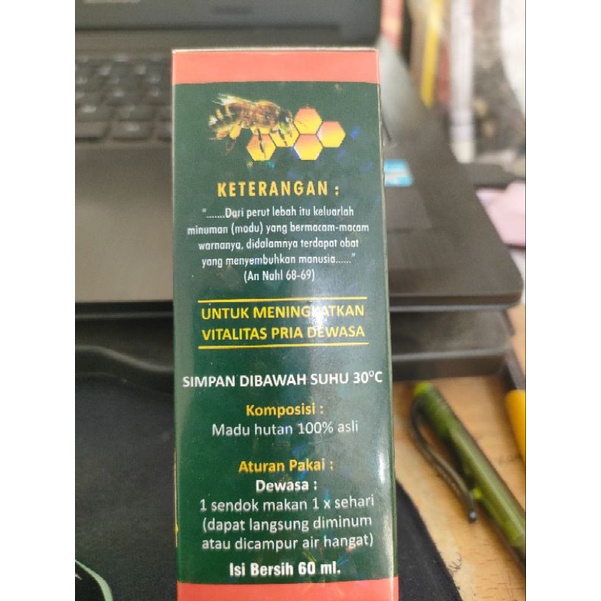 KETERANGAN :
".......Dari perut lebah itu keluarlah
minuman (madu) yang bermacam-macam
warnanya, didalamnya terdapat obat
yang menyembuhkan manusia......"
(An Nahl 68-69)
UNTUK MENINGKATKAN
VITALITAS PRIA DEWASA
SIMPAN DIBAWAH SUHU 30°C
Komposisi :
Madu hutan 100% asli
Aturan Pakai :
Dewasa :
1 sendok makan 1 x sehari
(dapat langsung diminum
atau dicampur air hangat)
Isi Bersih 60 ml.